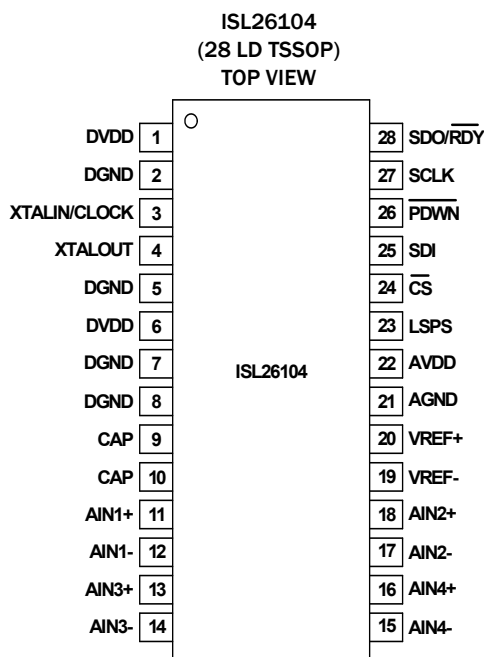 ISL26104
(28 LD TSSOP)
TOP VIEW
DVDD 1
DGND 2
XTALIN/CLOCK 3
XTALOUT 4
DGND 5
DVDD 6
DGND 7
DGND 8
CAP 9
CAP 10
AIN1+ 11
AIN1- 12
AIN3+ 13
AIN3- 14
ISL26104
28 SDO/R̅D̅Y̅
27 SCLK
26 P̅D̅W̅N̅
25 SDI
24 C̅S̅
23 LSPS
22 AVDD
21 AGND
20 VREF+
19 VREF-
18 AIN2+
17 AIN2-
16 AIN4+
15 AIN4-